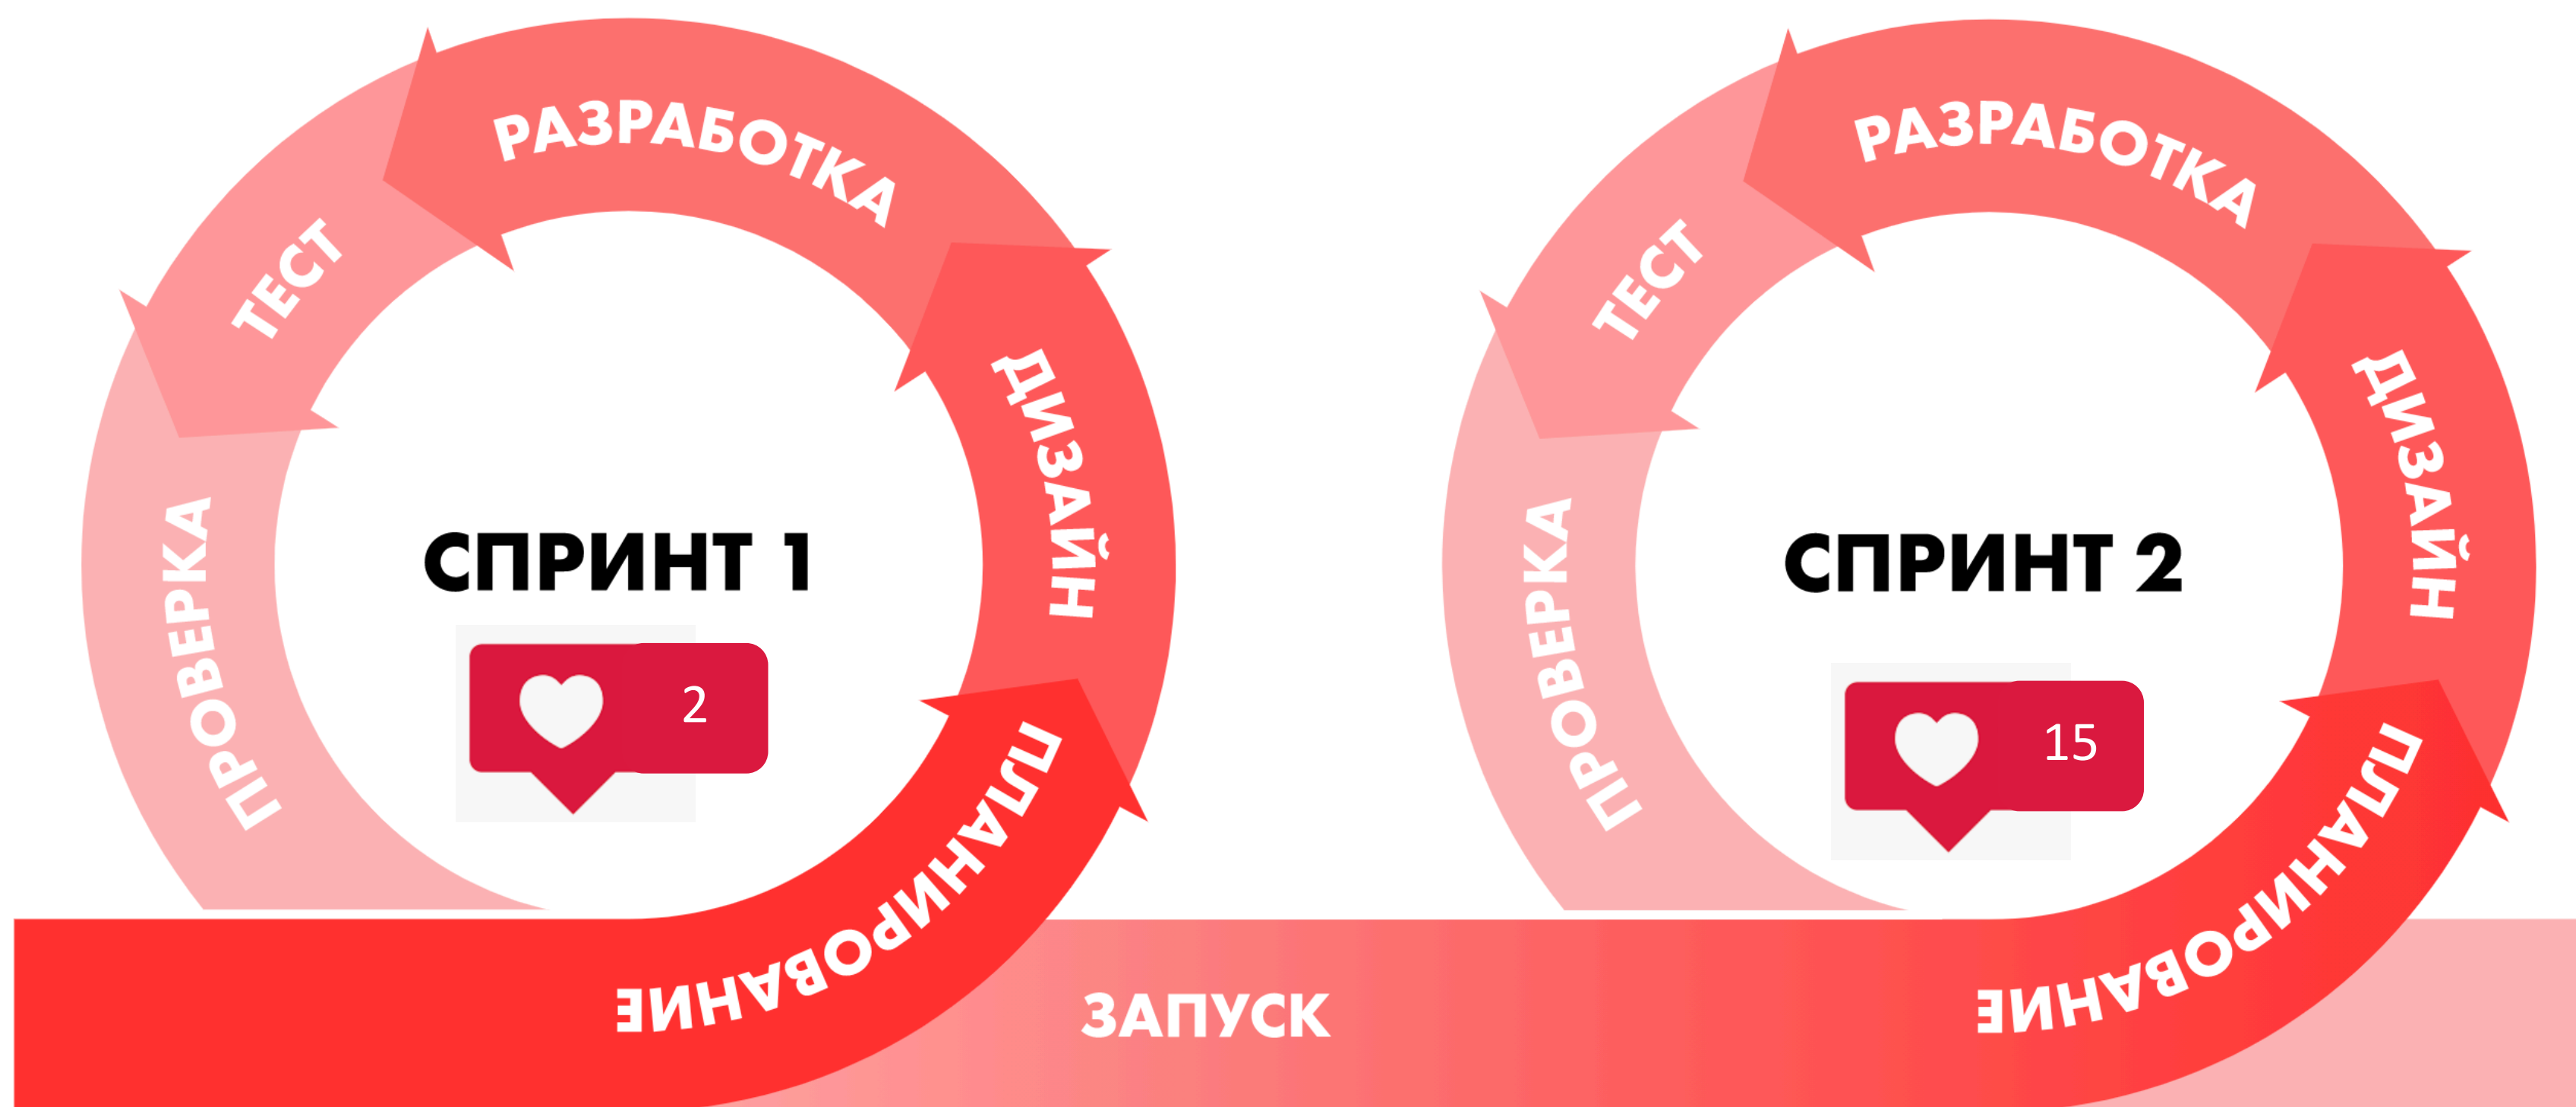 ПЛАНИРОВАНИЕ
ДИЗАЙН
РАЗРАБОТКА
ТЕСТ
ПРОВЕРКА
СПРИНТ 1
2
ЗАПУСК
ПЛАНИРОВАНИЕ
ДИЗАЙН
РАЗРАБОТКА
ТЕСТ
ПРОВЕРКА
СПРИНТ 2
15